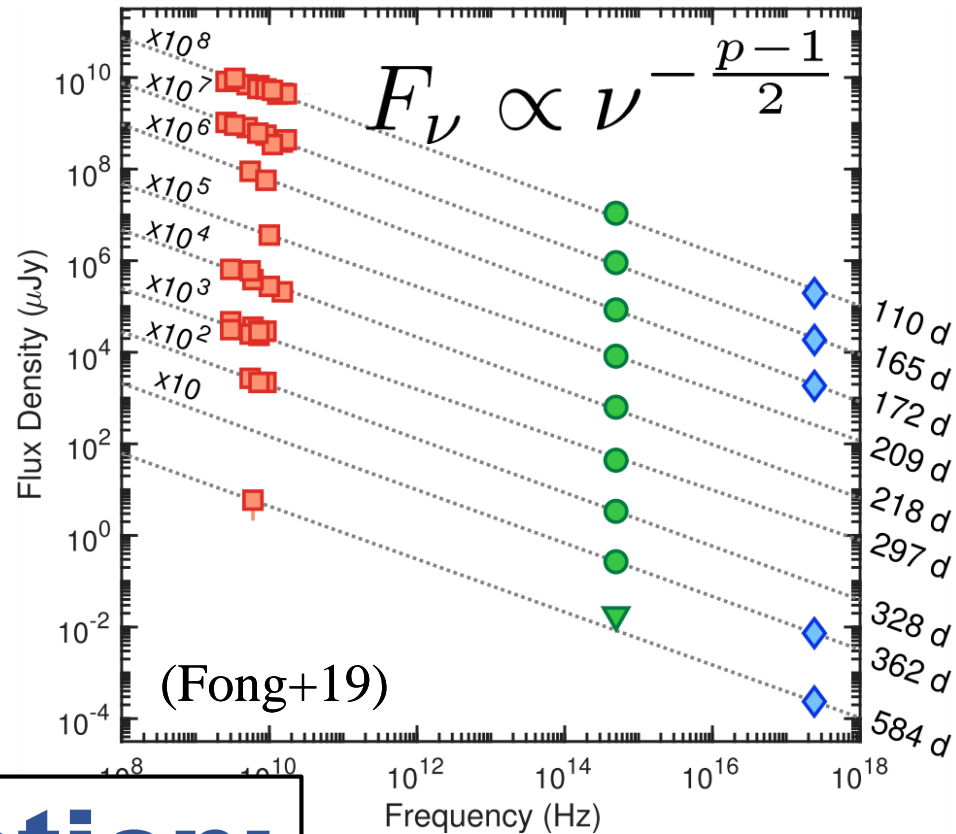 x10^8
x10^7
x10^6
x10^5
x10^4
x10^3
x10^2
x10
F_ν ∝ ν^{- \frac{p-1}{2}}
10^10
10^8
10^6
10^4
10^2
10^0
10^-2
10^-4
Flux Density (μJy)
110 d
165 d
172 d
209 d
218 d
297 d
328 d
362 d
584 d
(Fong+19)
10^8 10^10 10^12 10^14 10^16 10^18
Frequency (Hz)